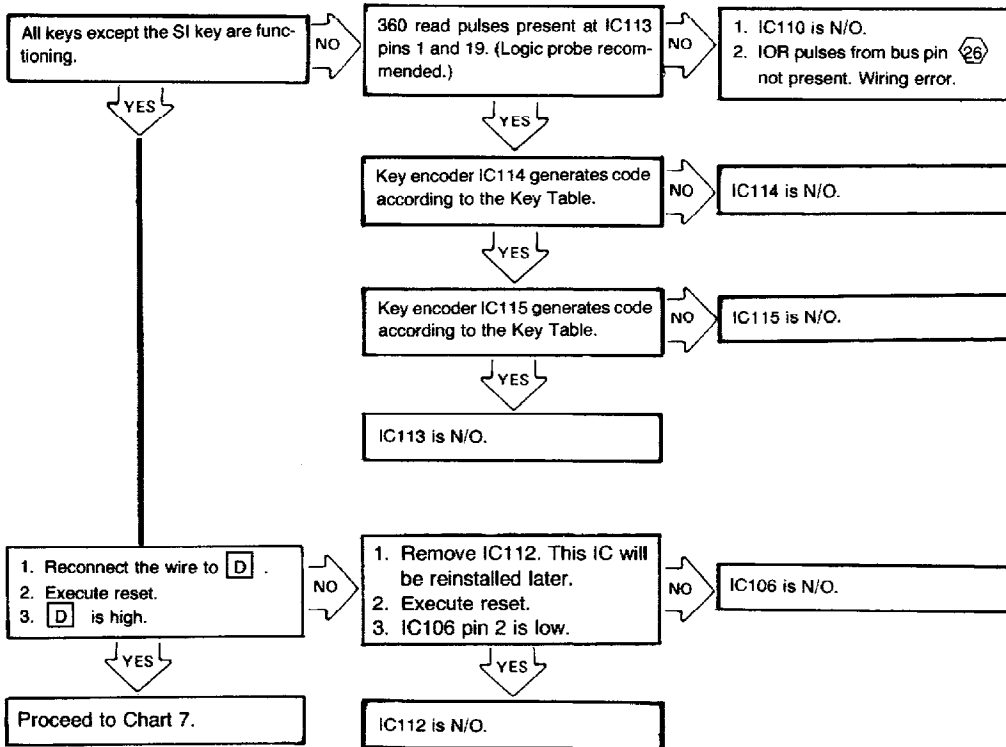 All keys except the SI key are func-
tioning.
NO
360 read pulses present at IC113
pins 1 and 19. (Logic probe recom-
mended.)
NO
1. IC110 is N/O.
2. IOR pulses from bus pin 26
not present. Wiring error.
YES
YES
Key encoder IC114 generates code
according to the Key Table.
NO
IC114 is N/O.
YES
Key encoder IC115 generates code
according to the Key Table.
NO
IC115 is N/O.
YES
IC113 is N/O.
1. Reconnect the wire to D .
2. Execute reset.
3. D is high.
NO
1. Remove IC112. This IC will
be reinstalled later.
2. Execute reset.
3. IC106 pin 2 is low.
NO
IC106 is N/O.
YES
YES
Proceed to Chart 7.
IC112 is N/O.